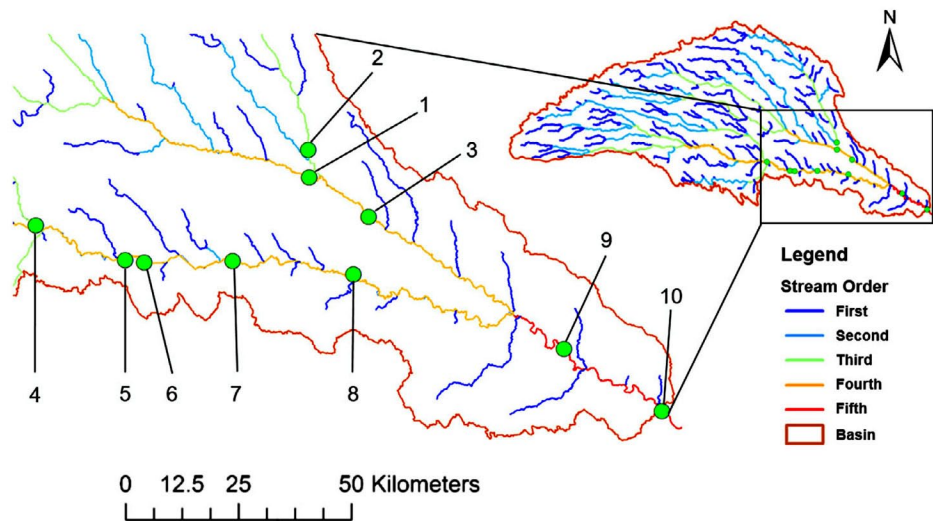 N
2
1
3
9
10
4
5
6
7
8
Legend
Stream Order
First
Second
Third
Fourth
Fifth
Basin
0 12.5 25 50 Kilometers